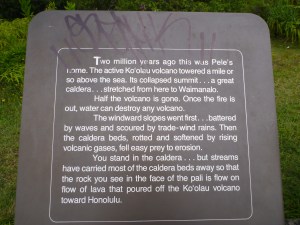 Two million years ago this was Pele's
home. The active Ko'olau volcano towered a mile or
so above the sea. Its collapsed summit . . . a great
caldera . . . stretched from here to Waimanalo.
Half the volcano is gone. Once the fire is
out, water can destroy any volcano.
The windward slopes went first . . . battered
by waves and scoured by trade-wind rains. Then
the caldera beds, rotted and softened by rising
volcanic gases, fell easy prey to erosion.
You stand in the caldera . . . but streams
have carried most of the caldera beds away so that
the rock you see in the face of the pali is flow on
flow of lava that poured off the Ko'olau volcano
toward Honolulu.